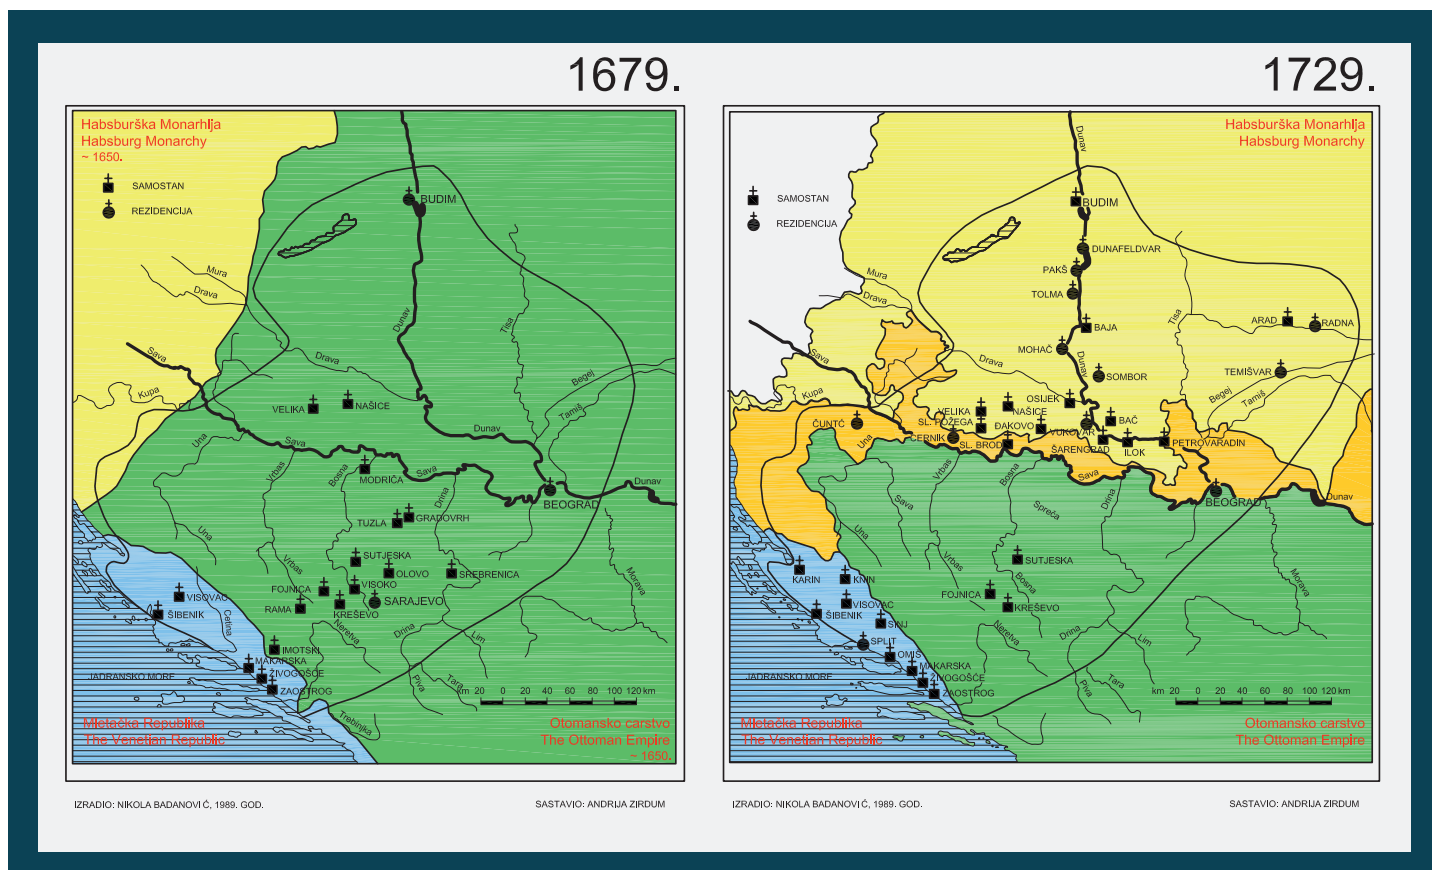 1679.
Habsburška Monarhija
Habsburg Monarchy
~ 1650.
SAMOSTAN
REZIDENCIJA
BUDIM
Mura
Drava
Dunav
Tisa
Sava
Kupa
Drava
Begej
Tamiš
VELIKA
NAŠICE
Dunav
Una
Sava
Vrbas
Bosna
MODRIČA
Sava
Drina
Dunav
BEOGRAD
TUZLA
GRADOVRH
Una
Vrbas
SUTJESKA
OLOVO
SREBRENICA
Morava
VISOVAC
FOJNICA
VISOKO
ŠIBENIK
Cetina
RAMA
KREŠEVO
SARAJEVO
Neretva
Drina
Lim
IMOTSKI
MAKARSKA
ŽIVOGOŠĆE
ZAOSTROG
JADRANSKO MORE
Piva
Tara
km 20 0 20 40 60 80 100 120 km
Trebinjka
Mletačka Republika
The Venetian Republic
Otomansko carstvo
The Ottoman Empire
~ 1650.
IZRADIO: NIKOLA BADANOVIĆ, 1989. GOD.
SASTAVIO: ANDRIJA ZIRDUM
1729.
Habsburška Monarhija
Habsburg Monarchy
SAMOSTAN
REZIDENCIJA
Dunav
BUDIM
DUNAFELDVAR
PAKŠ
TOLMA
Mura
Drava
Tisa
ARAD
RADNA
BAJA
MOHAČ
Sava
Drava
Dunav
SOMBOR
TEMIŠVAR
Begej
Tamiš
Kupa
OSIJEK
VELIKA
NAŠICE
ČUNTĆ
SL. POŽEGA
ĐAKOVO
VUKOVAR
BAČ
Una
CERNIK
SL. BROD
ŠARENGRAD
ILOK
PETROVARADIN
Vrbas
Bosna
Sava
Drina
BEOGRAD
Dunav
Sava
Spreča
Una
Vrbas
SUTJESKA
Morava
KARIN
KNIN
Bosna
FOJNICA
KREŠEVO
VISOVAC
ŠIBENIK
SINJ
Neretva
Drina
Lim
SPLIT
OMIS
MAKARSKA
ŽIVOGOŠĆE
ZAOSTROG
JADRANSKO MORE
Piva
Tara
km 20 0 20 40 60 80 100 120 km
Mletačka Republika
The Venetian Republic
Otomansko carstvo
The Ottoman Empire
IZRADIO: NIKOLA BADANOVIĆ, 1989. GOD.
SASTAVIO: ANDRIJA ZIRDUM